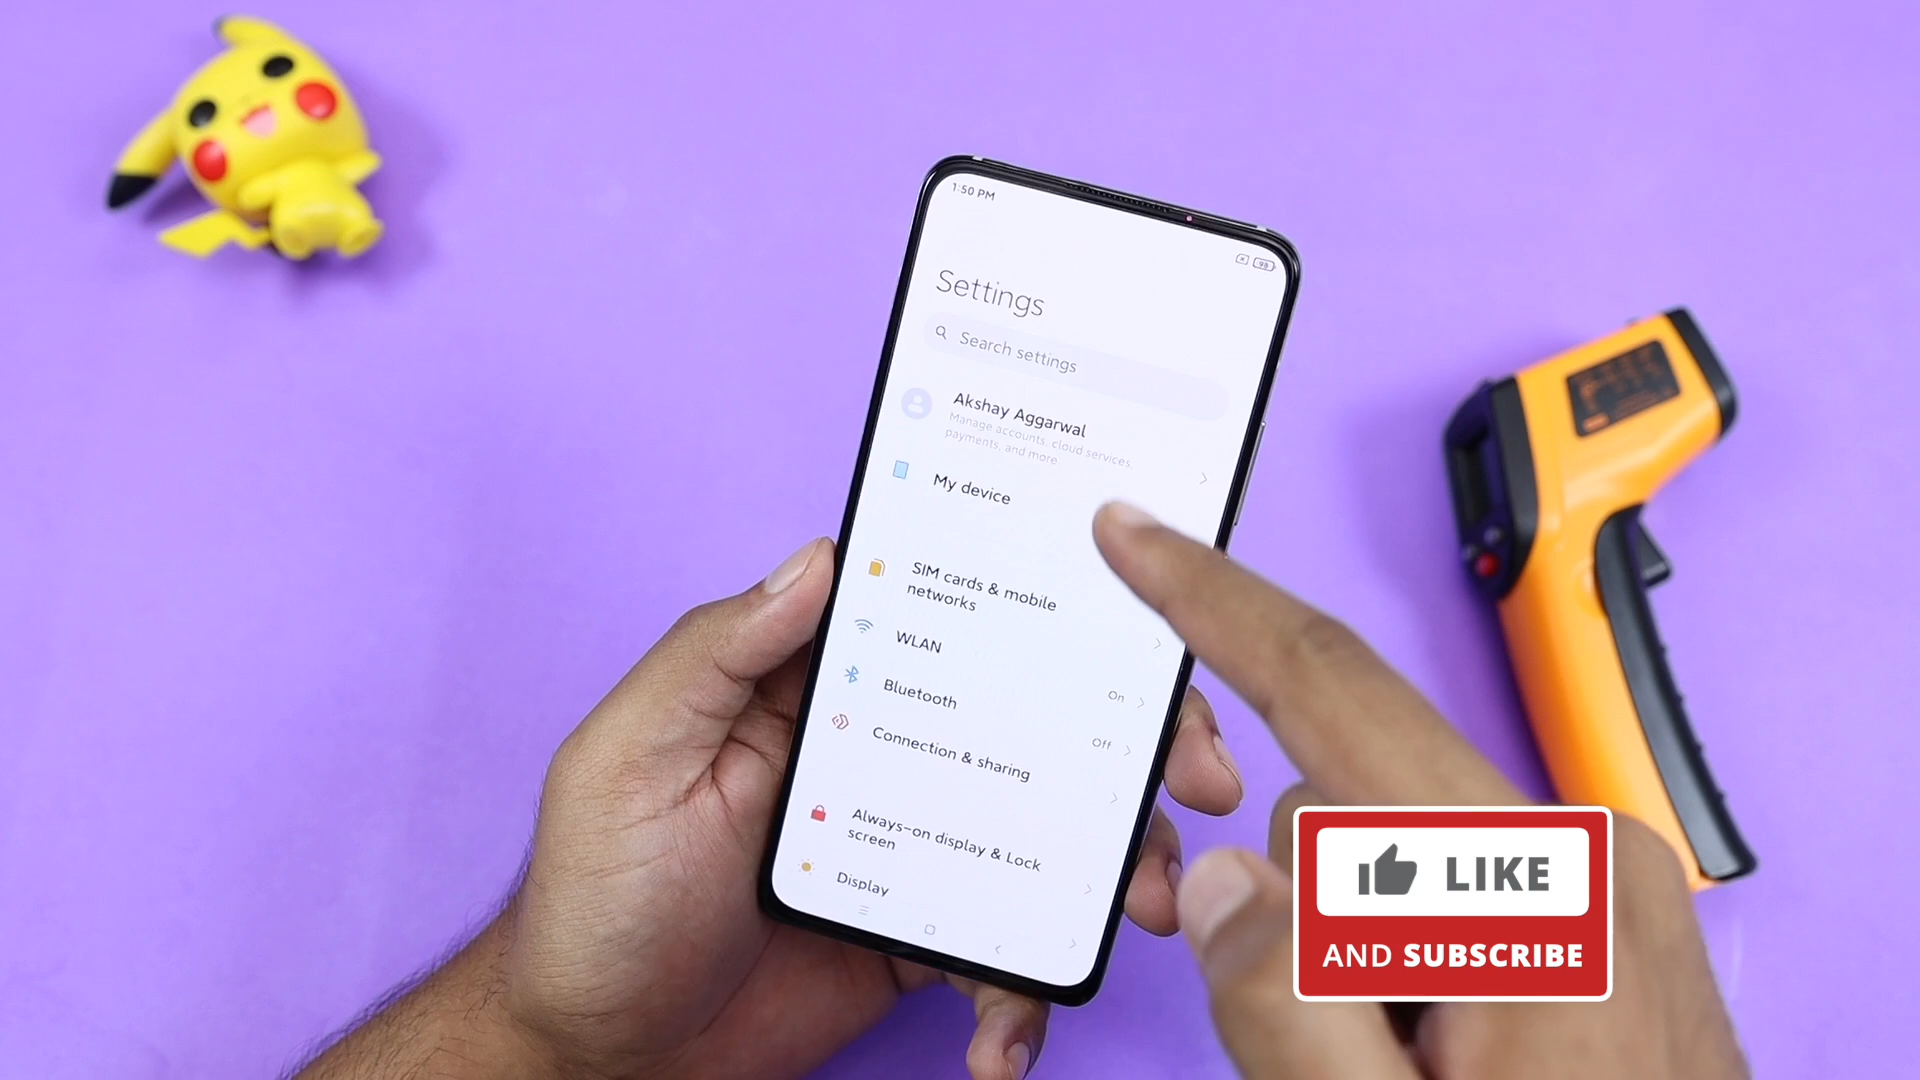 1:50 PM
98
Settings
Search settings
Akshay Aggarwal
Manage accounts, cloud services,
payments, and more
My device
SIM cards & mobile
networks
WLAN
On
Bluetooth
Off
Connection & sharing
Always-on display & Lock
screen
Display
LIKE
AND SUBSCRIBE